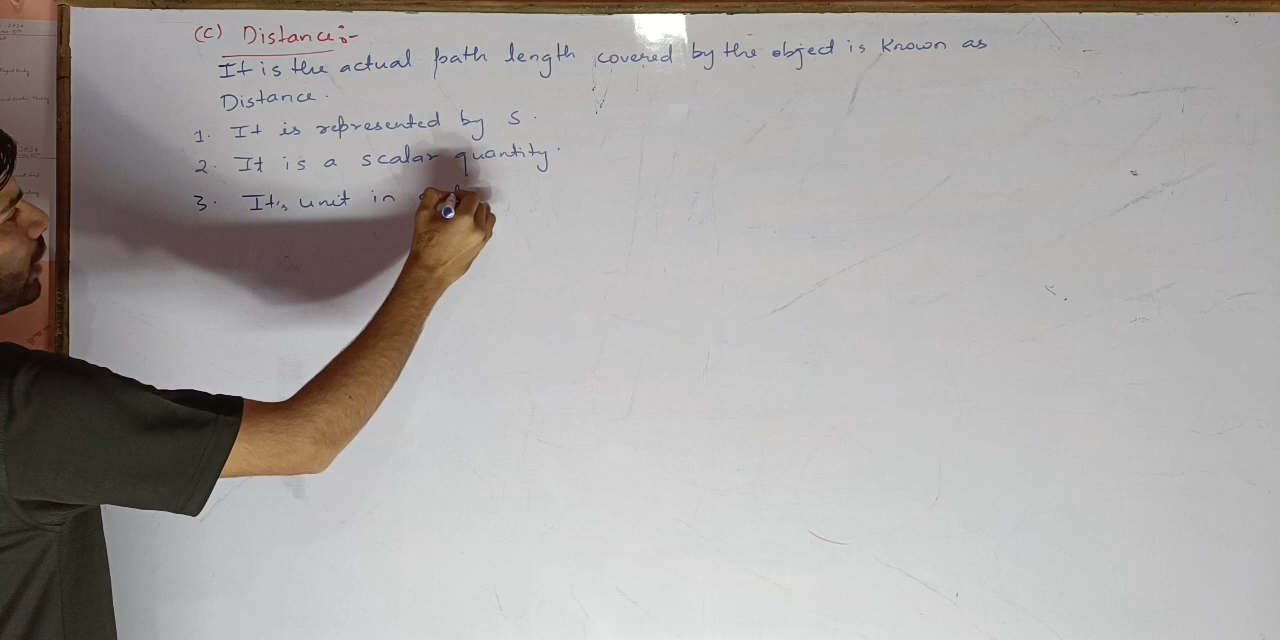 (C) Distance:-
It is the actual path length covered by the object is known as
Distance.
1. It is represented by s.
2. It is a scalar quantity.
3. It's unit in